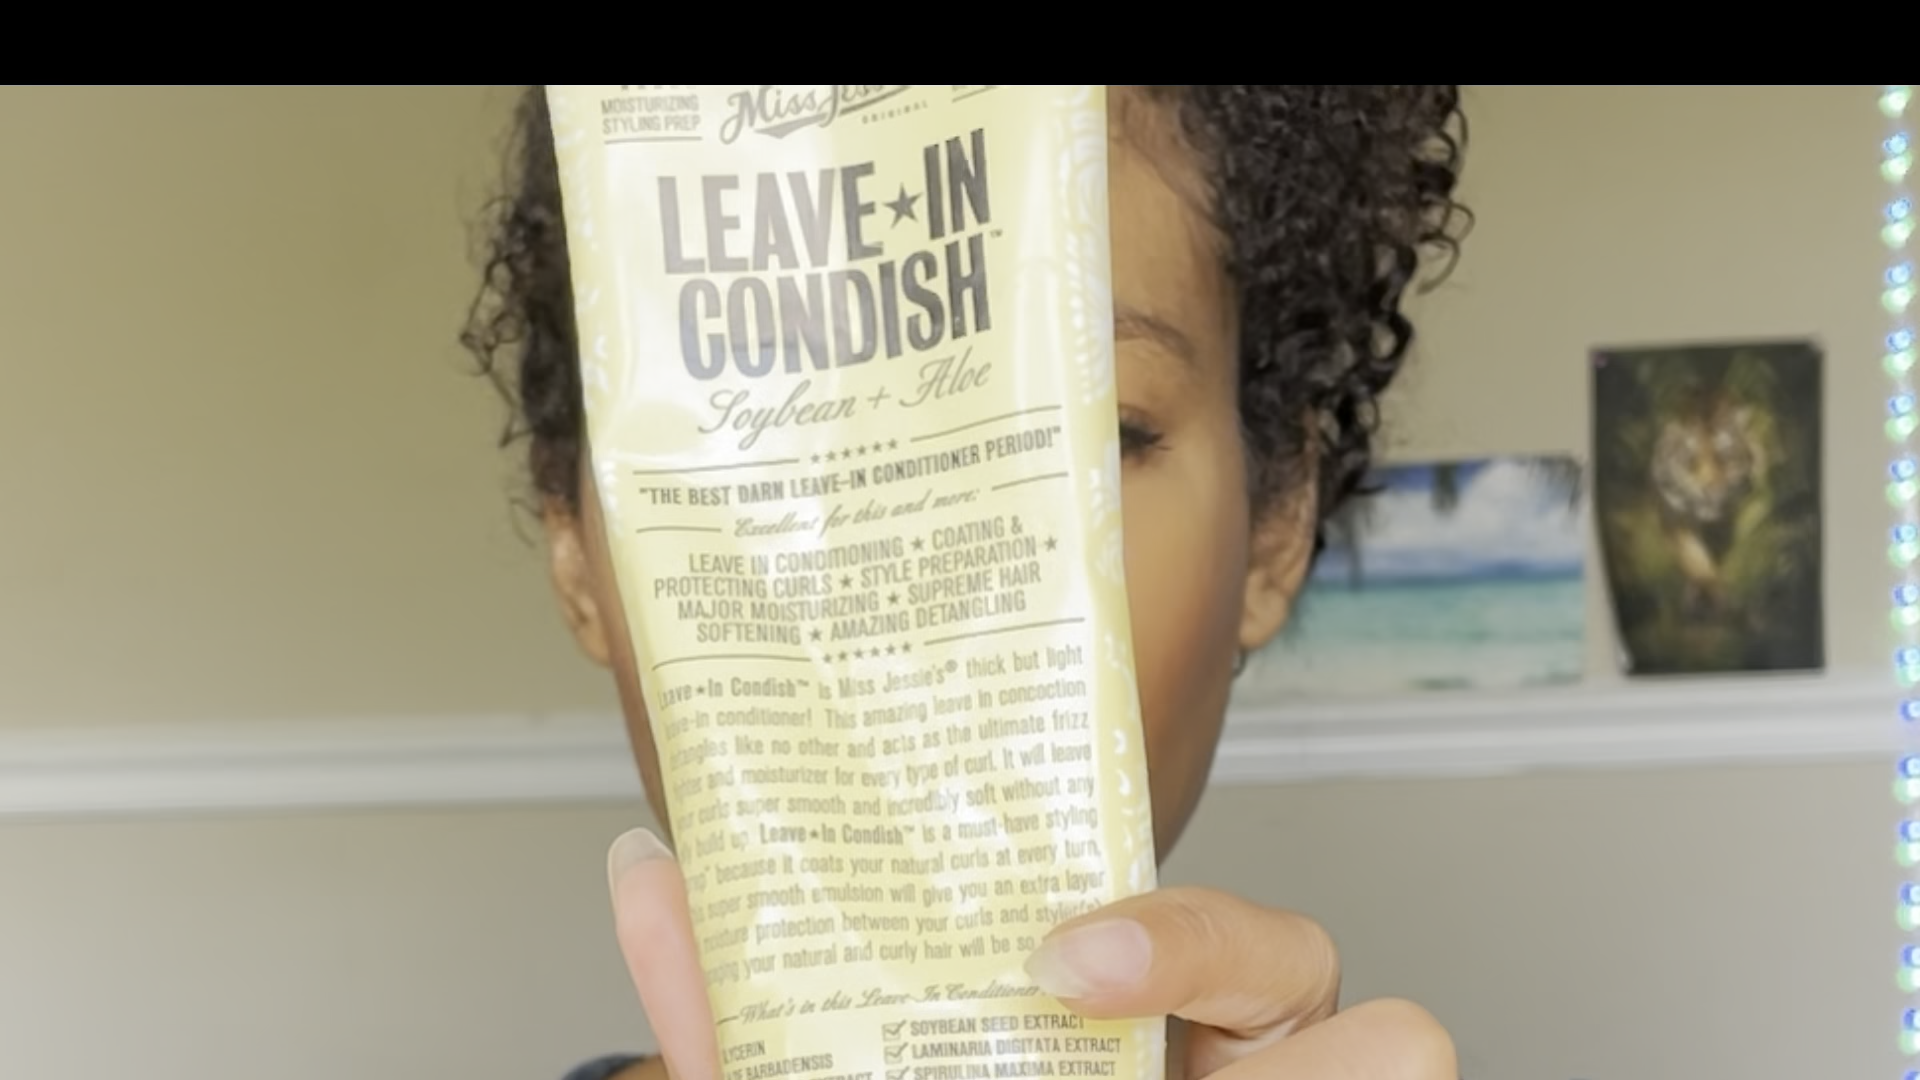 MOISTURIZING
STYLING PREP
Miss
ORIGINAL
LEAVE★IN
CONDISH™
Soybean + Aloe
★★★★★★
"THE BEST DARN LEAVE-IN CONDITIONER PERIOD!"
Excellent for this and more:
LEAVE IN CONDITIONING ★ COATING &
PROTECTING CURLS ★ STYLE PREPARATION ★
MAJOR MOISTURIZING ★ SUPREME HAIR
SOFTENING ★ AMAZING DETANGLING
★★★★★★
Leave★In Condish™ is Miss Jessie's® thick but light
conditioner! This amazing leave in concoction
like no other and acts as the ultimate frizz
and moisturizer for every type of curl. It will leave
curls super smooth and incredibly soft without any
build up. Leave★In Condish™ is a must-have styling
because it coats your natural curls at every turn.
super smooth emulsion will give you an extra layer
protection between your curls and styler(s)
your natural and curly hair will be so
What's in this Leave-In Conditioner
SOYBEAN SEED EXTRACT
LAMINARIA DIGITATA EXTRACT
BARBADENSIS
SPIRULINA MAXIMA EXTRACT
EXTRACT